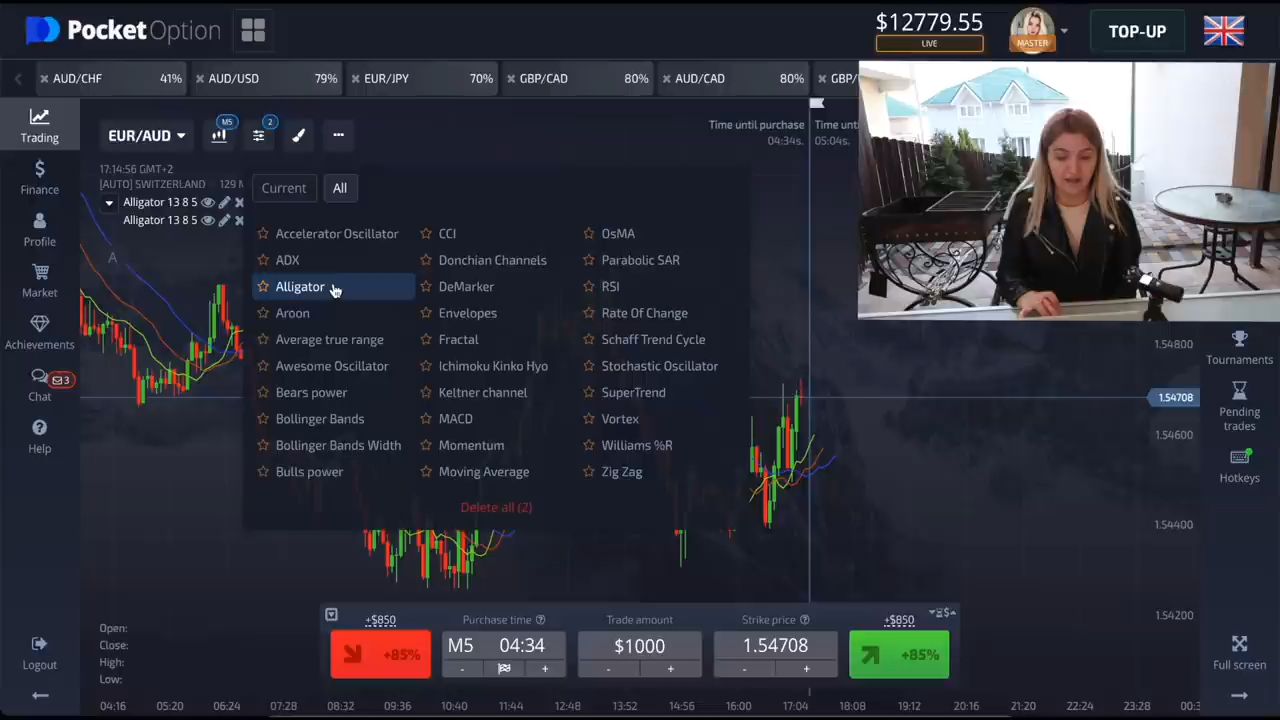 PocketOption
$12779.55
LIVE
MASTER
TOP-UP
AUD/CHF 41%
AUD/USD 79%
EUR/JPY 70%
GBP/CAD 80%
AUD/CAD 80%
GBP/
Trading
Finance
Profile
Market
Achievements
Chat
3
Help
Logout
EUR/AUD
M5
2
17:14:56 GMT+2
[AUTO] SWITZERLAND 129 M
Alligator 13 8 5
Alligator 13 8 5
A
Current
All
Accelerator Oscillator
ADX
Alligator
Aroon
Average true range
Awesome Oscillator
Bears power
Bollinger Bands
Bollinger Bands Width
Bulls power
CCI
Donchian Channels
DeMarker
Envelopes
Fractal
Ichimoku Kinko Hyo
Keltner channel
MACD
Momentum
Moving Average
OsMA
Parabolic SAR
RSI
Rate Of Change
Schaff Trend Cycle
Stochastic Oscillator
SuperTrend
Vortex
Williams %R
Zig Zag
Delete all (2)
Time until purchase
04:34s.
Time unti
05:04s.
1.54800
1.54708
1.54600
1.54400
1.54200
Tournaments
Pending
trades
Hotkeys
Full screen
Open:
Close:
High:
Low:
+$850
+85%
Purchase time
M5 04:34
- +
Trade amount
$1000
- +
Strike price
1.54708
- +
+$850
+85%
04:16 05:20 06:24 07:28 08:32 09:36 10:40 11:44 12:48 13:52 14:56 16:00 17:04 18:08 19:12 20:16 21:20 22:24 23:28 00:3